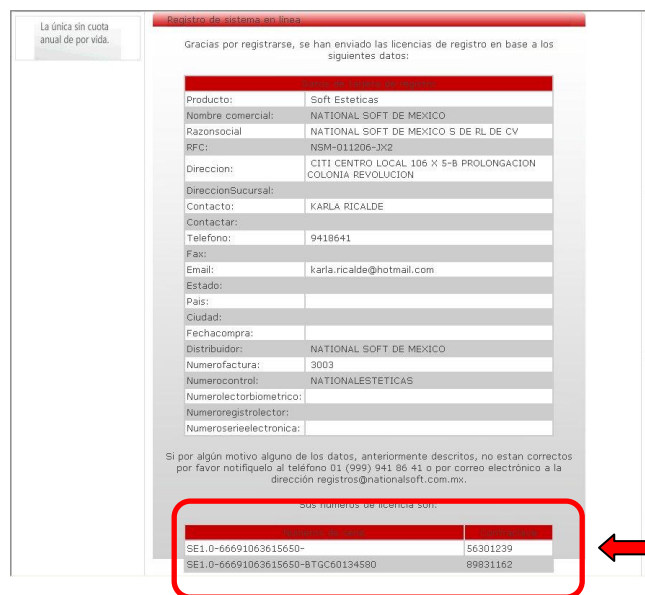 La única sin cuota
anual de por vida.
Registro de sistema en linea
Gracias por registrarse, se han enviado las licencias de registro en base a los
siguientes datos:
Producto: Soft Esteticas
Nombre comercial: NATIONAL SOFT DE MEXICO
Razonsocial NATIONAL SOFT DE MEXICO S DE RL DE CV
RFC: NSM-011206-JX2
Direccion: CITI CENTRO LOCAL 106 X 5-B PROLONGACION
COLONIA REVOLUCION
DireccionSucursal:
Contacto: KARLA RICALDE
Contactar:
Telefono: 9418641
Fax:
Email: karla.ricalde@hotmail.com
Estado:
Pais:
Ciudad:
Fechacompra:
Distribuidor: NATIONAL SOFT DE MEXICO
Numerofactura: 3003
Numerocontrol: NATIONALESTETICAS
Numerolectorbiometrico:
Numeroregistrolector:
Numeroserieelectronica:
Si por algún motivo alguno de los datos, anteriormente descritos, no estan correctos
por favor notifíquelo al teléfono 01 (999) 941 86 41 o por correo electrónico a la
dirección registros@nationalsoft.com.mx.
Sus numeros de licencia son:
SE1.0-66691063615650- 56301239
SE1.0-66691063615650-BTGC60134580 89831162